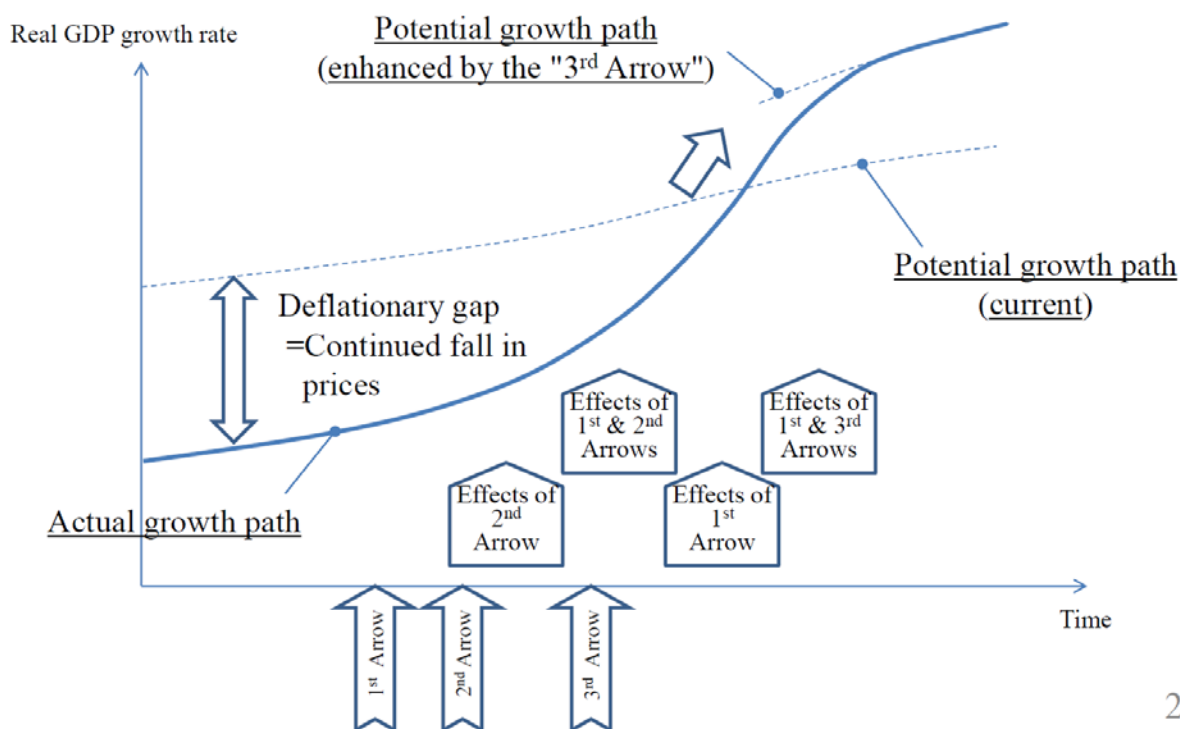 Real GDP growth rate
Potential growth path
(enhanced by the "3rd Arrow")
Potential growth path
(current)
Deflationary gap
=Continued fall in
prices
Actual growth path
Effects of
1st & 2nd
Arrows
Effects of
1st & 3rd
Arrows
Effects of
2nd
Arrow
Effects of
1st
Arrow
1st Arrow
2nd Arrow
3rd Arrow
Time
2